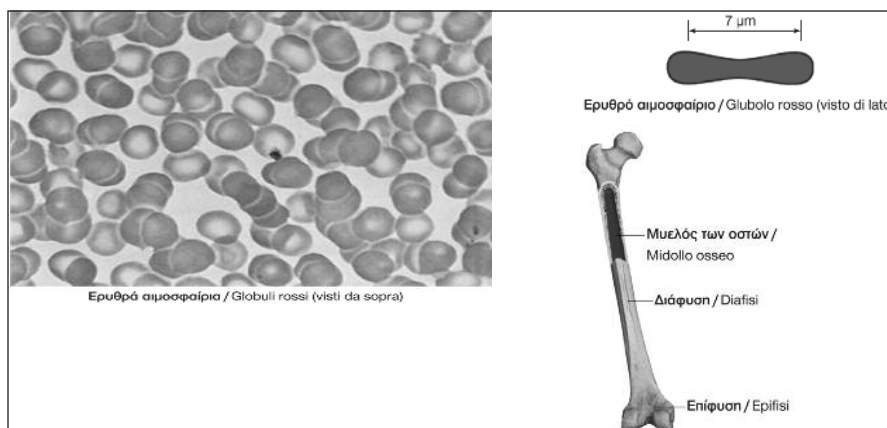 7 μm
Ερυθρό αιμοσφαίριο / Glubolo rosso (visto di lato
Ερυθρά αιμοσφαίρια / Globuli rossi (visti da sopra)
Μυελός των οστών /
Midollo osseo
Διάφυση / Diafisi
Επίφυση / Epifisi